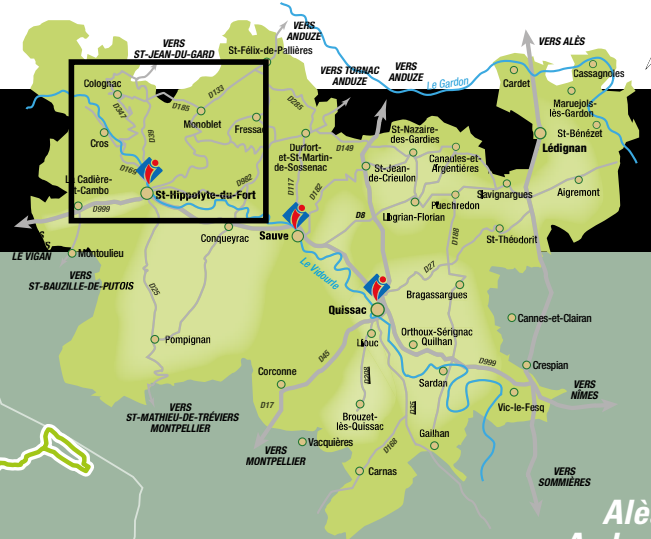 VERS
ANDUZE
VERS
ST-JEAN-DU-GARD
St-Félix-de-Pallières
VERS TORNAC
ANDUZE
VERS
ANDUZE
VERS ALÈS
Le Gardon
Cardet
Cassagnoles
Colognac
D133
D185
D347
D39
Monoblet
Fressac
D285
Maruejols-
lès-Gardon
St-Bénézet
Lédignan
Cros
D169
D982
Durfort-
et-St-Martin-
de-Sossenac
D149
St-Nazaire-
des-Gardies
Canaules-et-
Argentières
St-Jean-
de-Crieulon
La Cadière-
et-Cambo
St-Hippolyte-du-Fort
D117
D182
D999
Logrian-Florian
Puechredon
Savignargues
Aigremont
D8
D188
St-Théodorit
Conqueyrac
Sauve
LE VIGAN
Montoulieu
VERS
ST-BAUZILLE-DE-PUTOIS
Le Vidourle
D27
D25
Bragassargues
Quissac
Cannes-et-Clairan
Pompignan
Liouc
Orthoux-Sérignac
Quilhan
D45
D999
Crespian
Corconne
Sardan
VERS
NÎMES
D17
VERS
ST-MATHIEU-DE-TRÉVIERS
MONTPELLIER
Brouzet-
lès-Quissac
Vic-le-Fesq
Gailhan
Vacquières
D168
VERS
MONTPELLIER
Carnas
VERS
SOMMIÈRES